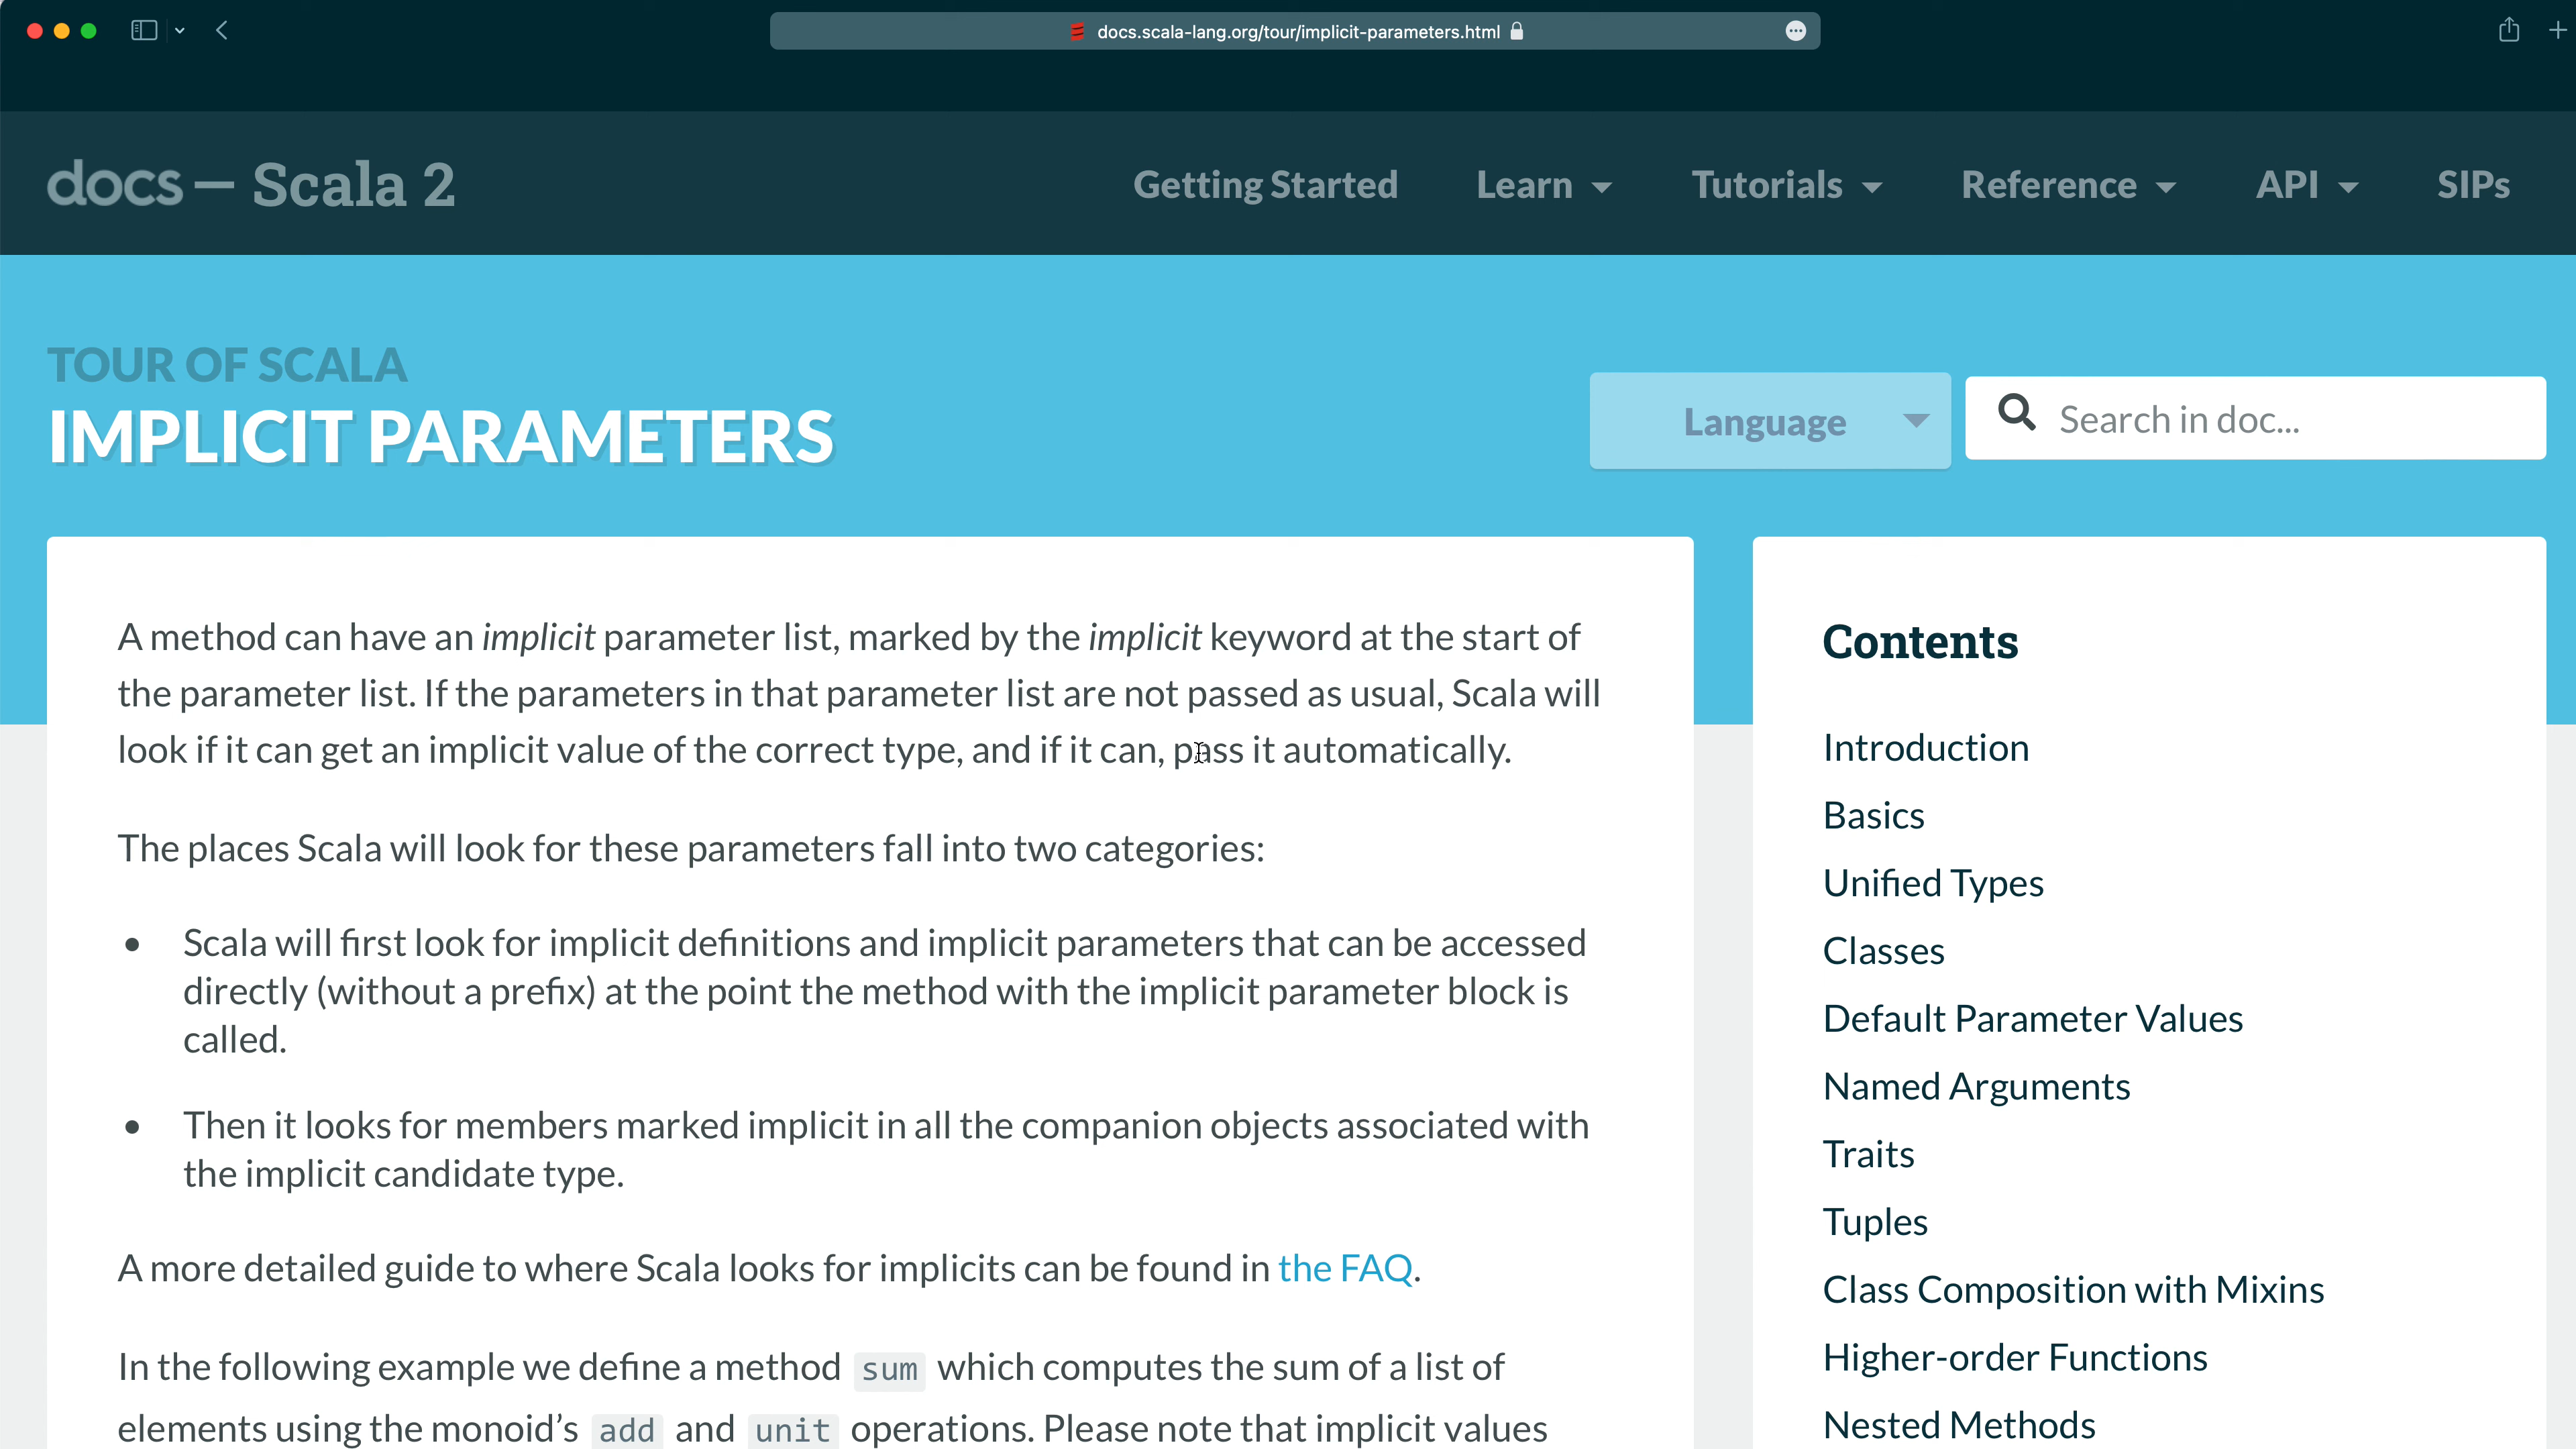 docs.scala-lang.org/tour/implicit-parameters.html
docs — Scala 2
Getting Started
Learn
Tutorials
Reference
API
SIPs
TOUR OF SCALA
IMPLICIT PARAMETERS
Language
Search in doc...
A method can have an implicit parameter list, marked by the implicit keyword at the start of
the parameter list. If the parameters in that parameter list are not passed as usual, Scala will
look if it can get an implicit value of the correct type, and if it can, pass it automatically.
The places Scala will look for these parameters fall into two categories:
• Scala will first look for implicit definitions and implicit parameters that can be accessed
directly (without a prefix) at the point the method with the implicit parameter block is
called.
• Then it looks for members marked implicit in all the companion objects associated with
the implicit candidate type.
A more detailed guide to where Scala looks for implicits can be found in the FAQ.
In the following example we define a method sum which computes the sum of a list of
elements using the monoid’s add and unit operations. Please note that implicit values
Contents
Introduction
Basics
Unified Types
Classes
Default Parameter Values
Named Arguments
Traits
Tuples
Class Composition with Mixins
Higher-order Functions
Nested Methods